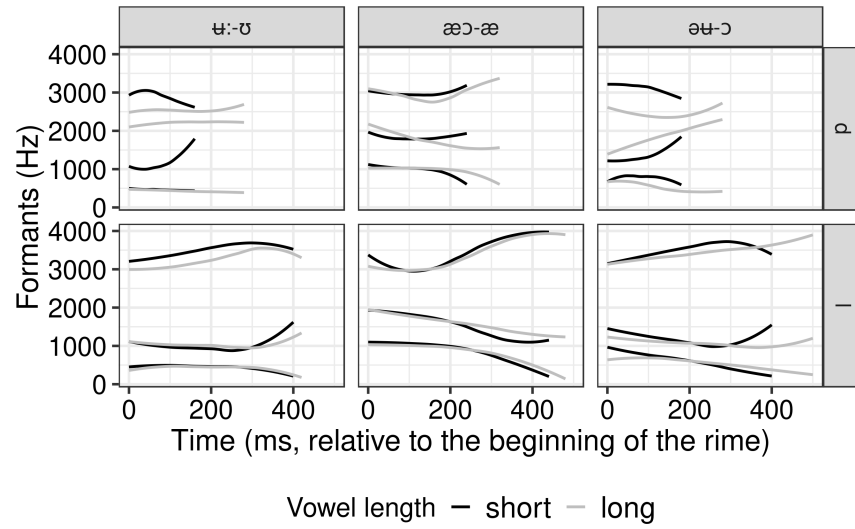 ʉː-ʊ æɔ-æ əʉ-ɔ
4000
3000
2000
1000
0
d
4000
3000
2000
1000
0
l
Formants (Hz)
0 200 400 0 200 400 0 200 400
Time (ms, relative to the beginning of the rime)
Vowel length short long